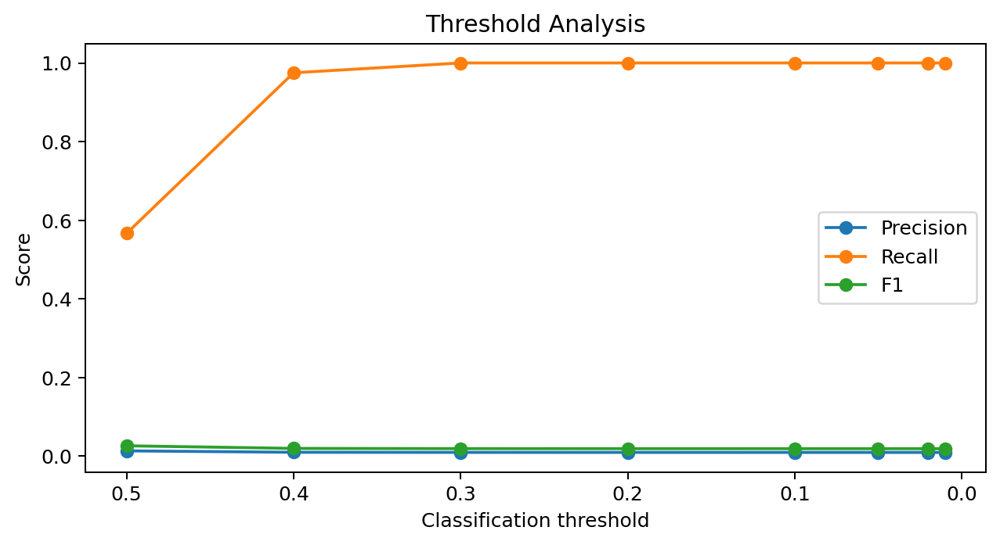 Threshold Analysis
1.0
0.8
0.6
0.4
0.2
0.0
Score
Precision
Recall
F1
0.5 0.4 0.3 0.2 0.1 0.0
Classification threshold